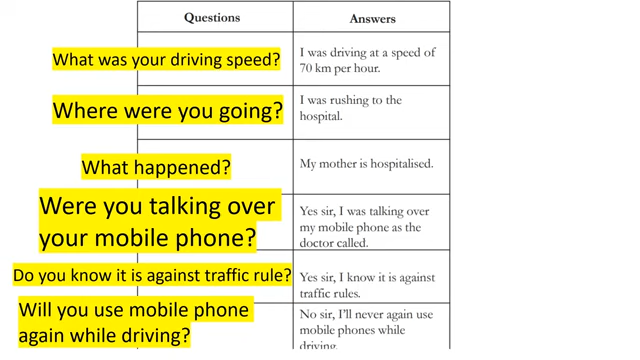 Questions
Answers
What was your driving speed?
I was driving at a speed of
70 km per hour.
Where were you going?
I was rushing to the
hospital.
What happened?
My mother is hospitalised.
Were you talking over
your mobile phone?
Yes sir, I was talking over
my mobile phone as the
doctor called.
Do you know it is against traffic rule?
Yes sir, I know it is against
traffic rules.
Will you use mobile phone
again while driving?
No sir, I'll never again use
mobile phones while
driving.